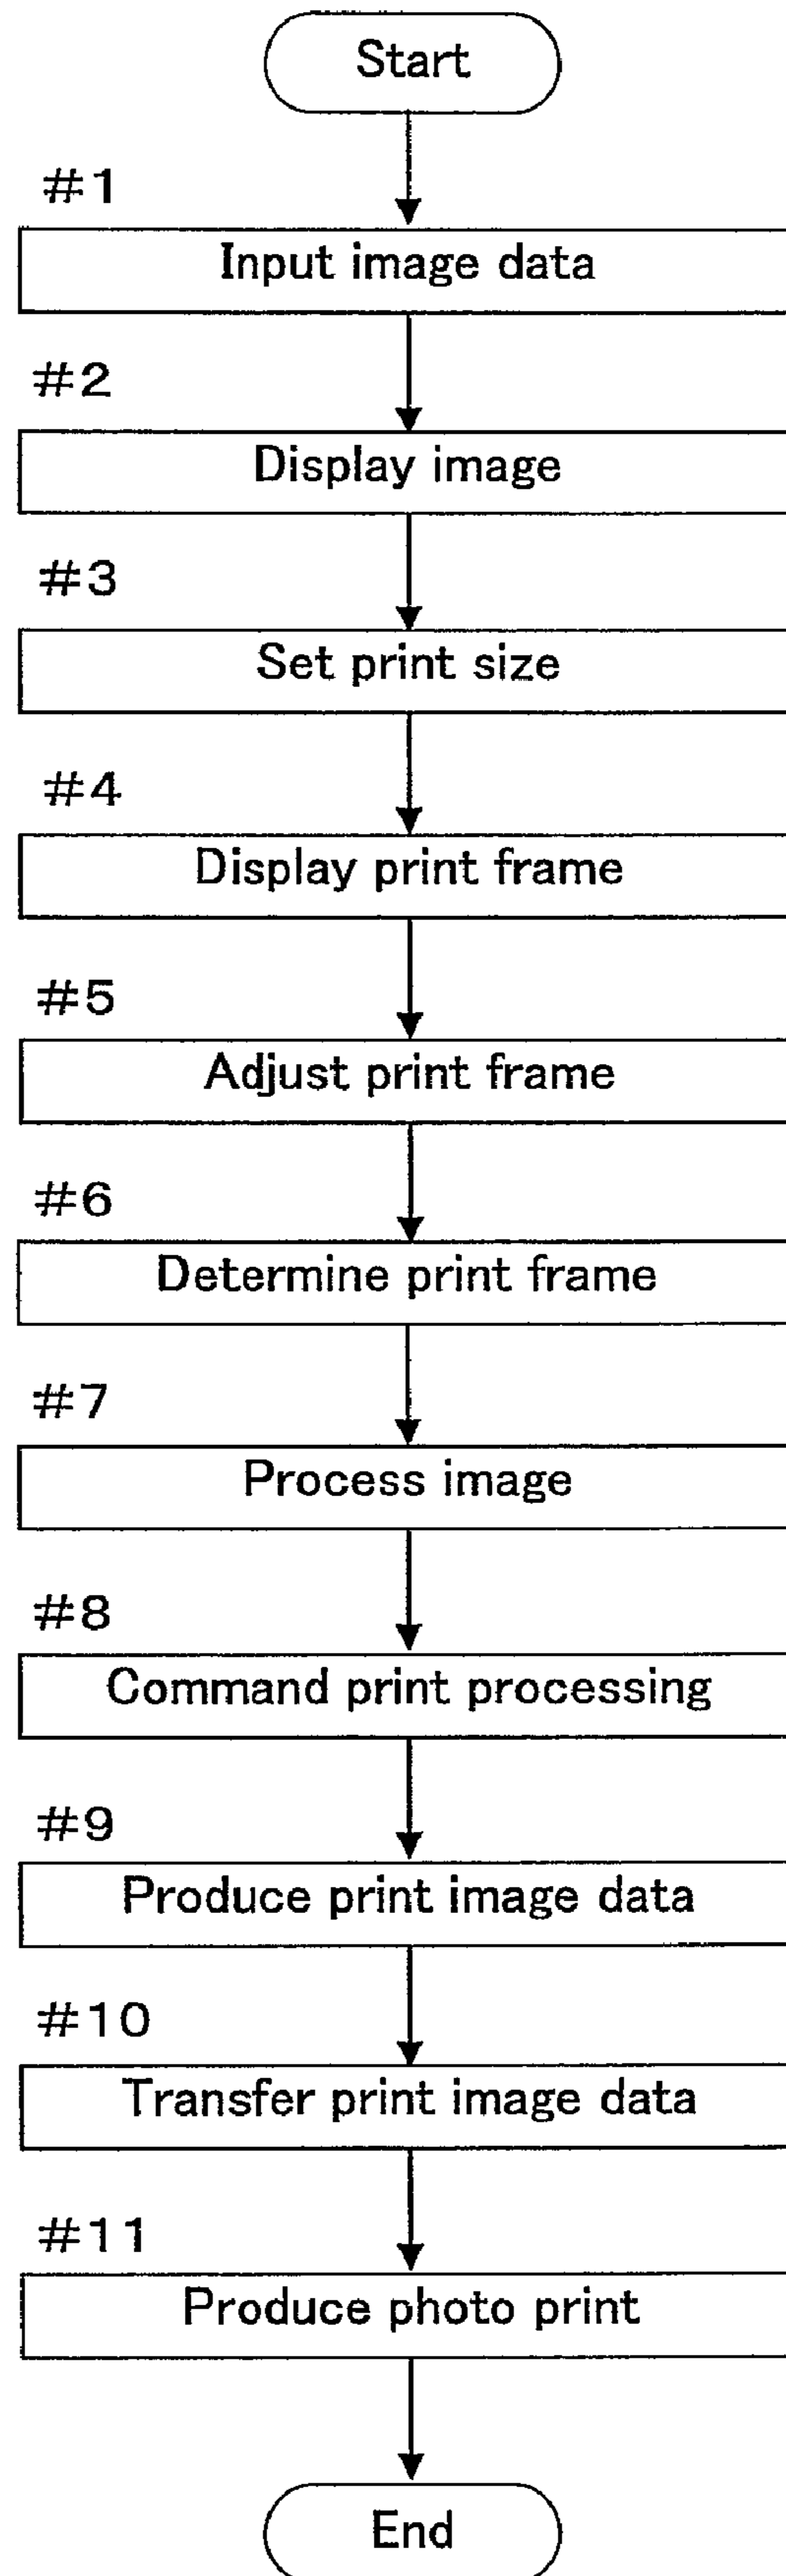 Start
#1
Input image data
#2
Display image
#3
Set print size
#4
Display print frame
#5
Adjust print frame
#6
Determine print frame
#7
Process image
#8
Command print processing
#9
Produce print image data
#10
Transfer print image data
#11
Produce photo print
End